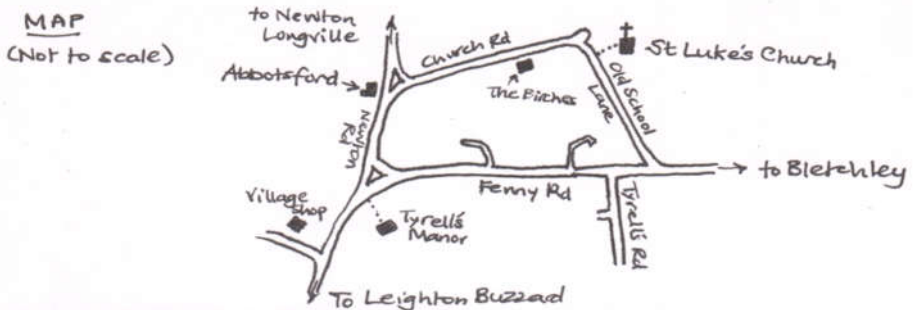 MAP
(Not to scale)
to Newton
Longville
Church Rd
St Luke's Church
Abbotsford
The Birches
Old School
Lane
Newton
Rd
to Bletchley
Fenny Rd
Village
shop
Tyrell's
Manor
Tyrell's Rd
To Leighton Buzzard